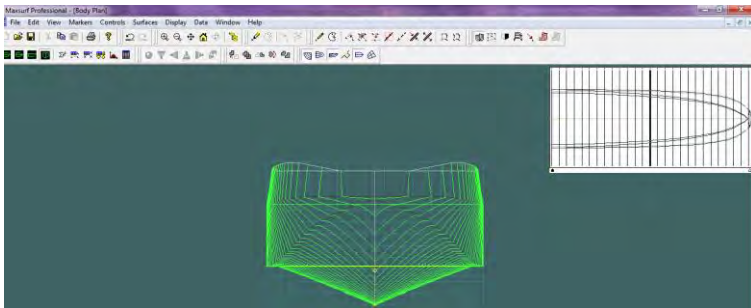 Maxsurf Professional - [Body Plan]
File Edit View Markers Controls Surfaces Display Data Window Help